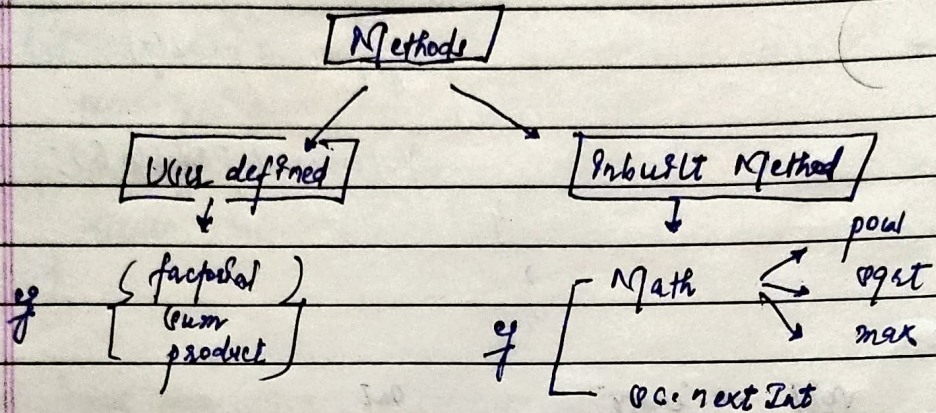 Methods
User defined
Inbuilt Method
eg
factorial
sum
product
eg
Math
pow
sqrt
max
sc.nextInt